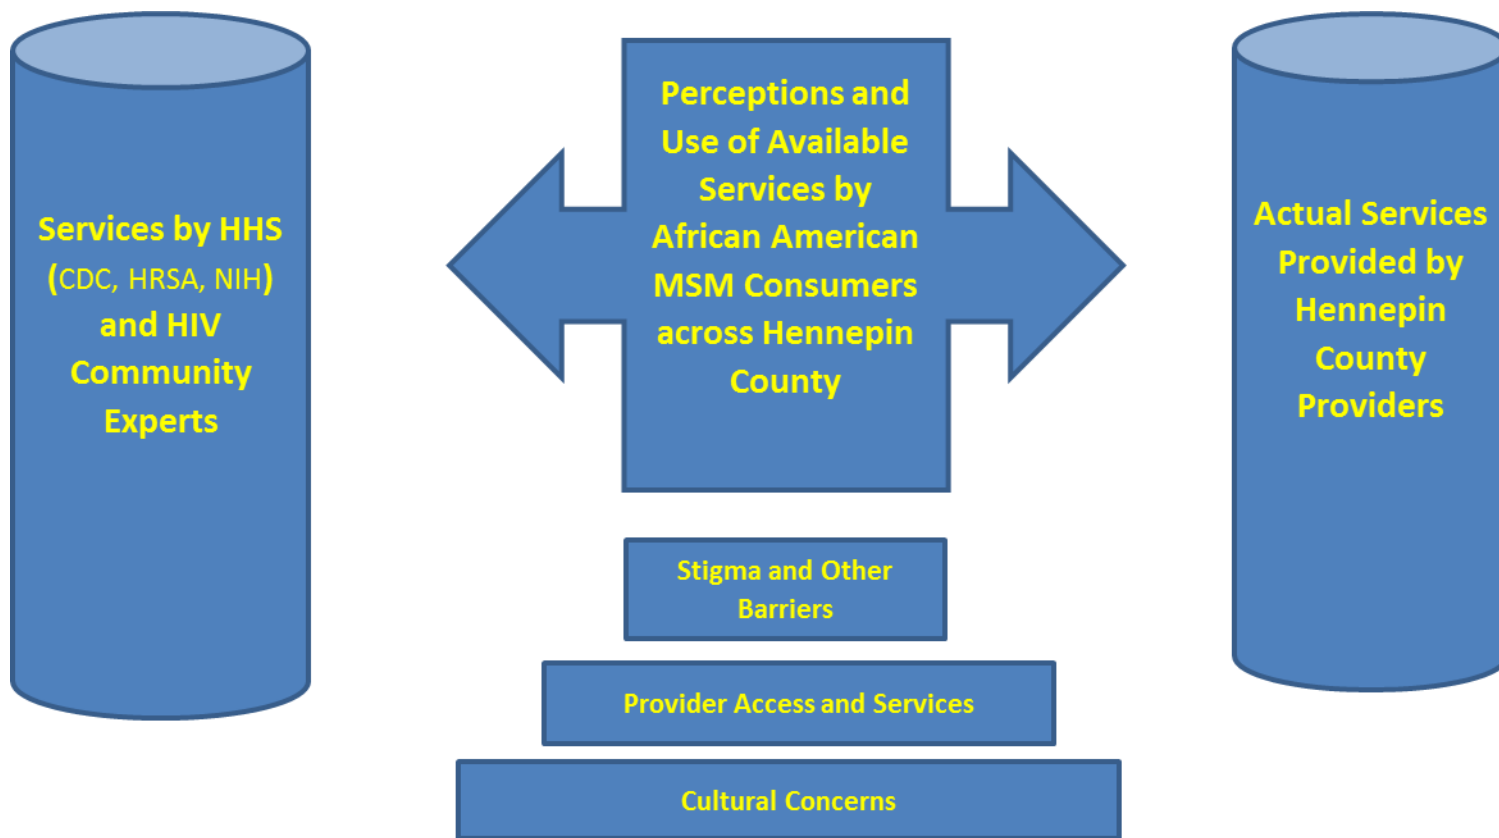 Services by HHS
(CDC, HRSA, NIH)
and HIV
Community
Experts
Perceptions and
Use of Available
Services by
African American
MSM Consumers
across Hennepin
County
Actual Services
Provided by
Hennepin
County
Providers
Stigma and Other
Barriers
Provider Access and Services
Cultural Concerns